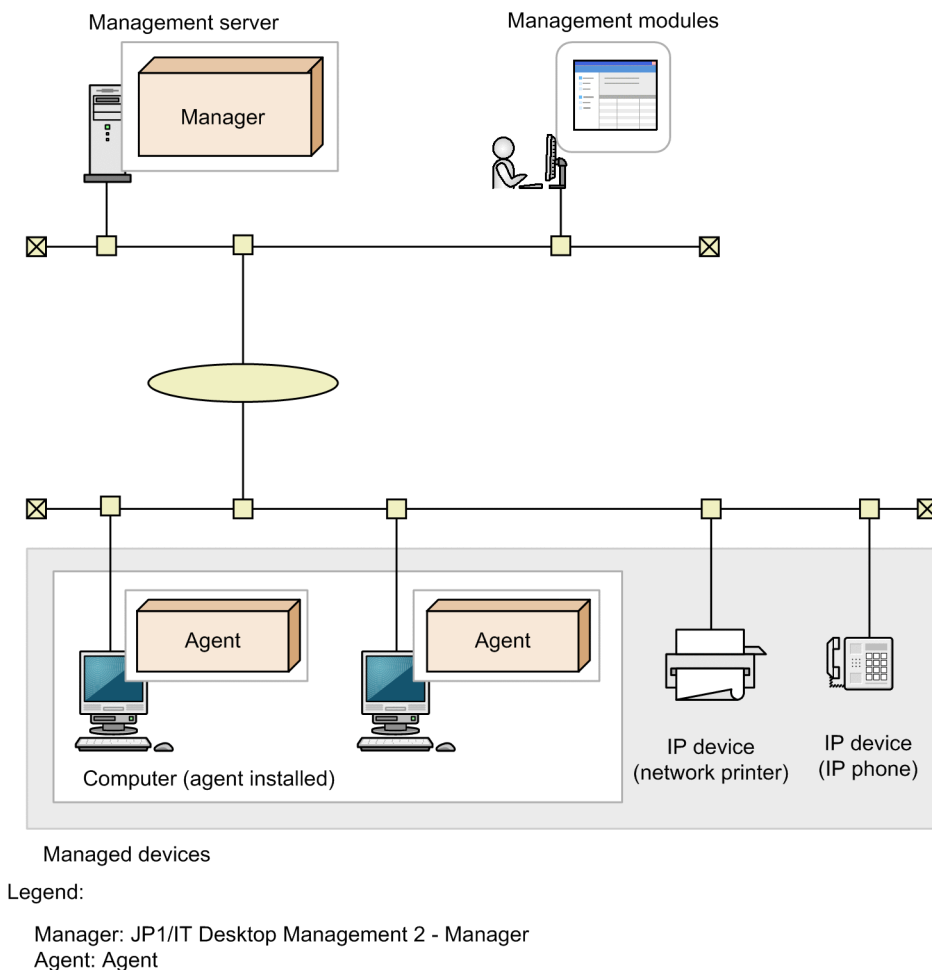 Management server
Management modules
Manager
Agent
Agent
Computer (agent installed)
IP device
(network printer)
IP device
(IP phone)
Managed devices
Legend:
Manager: JP1/IT Desktop Management 2 - Manager
Agent: Agent